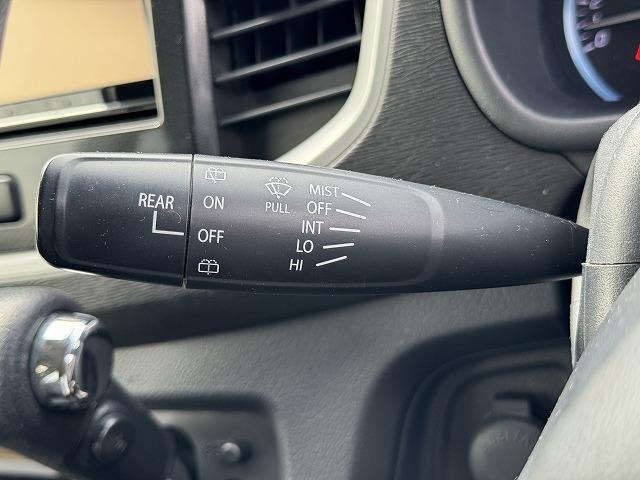 REAR
ON
OFF
PULL
MIST
OFF
INT
LO
HI